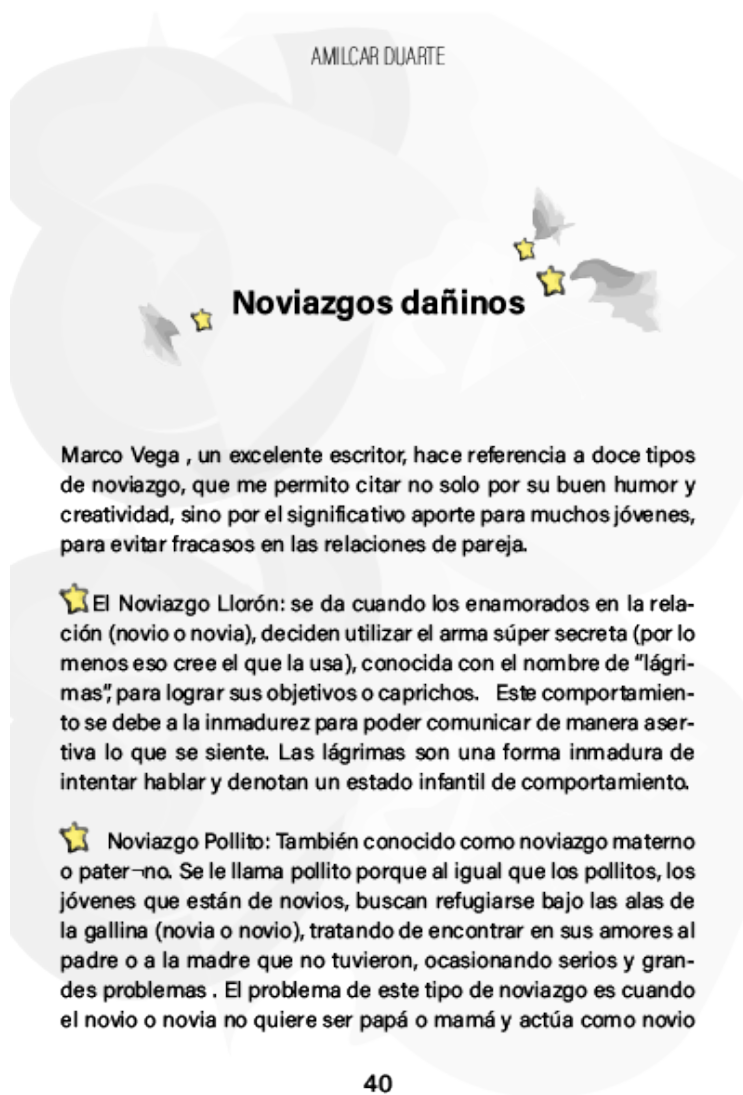 AMILCAR DUARTE
Noviazgos dañinos
Marco Vega , un excelente escritor, hace referencia a doce tipos
de noviazgo, que me permito citar no solo por su buen humor y
creatividad, sino por el significativo aporte para muchos jóvenes,
para evitar fracasos en las relaciones de pareja.
El Noviazgo Llorón: se da cuando los enamorados en la rela-
ción (novio o novia), deciden utilizar el arma súper secreta (por lo
menos eso cree el que la usa), conocida con el nombre de “lágri-
mas”, para lograr sus objetivos o caprichos. Este comportamien-
to se debe a la inmadurez para poder comunicar de manera aser-
tiva lo que se siente. Las lágrimas son una forma inmadura de
intentar hablar y denotan un estado infantil de comportamiento.
Noviazgo Pollito: También conocido como noviazgo materno
o pater¬no. Se le llama pollito porque al igual que los pollitos, los
jóvenes que están de novios, buscan refugiarse bajo las alas de
la gallina (novia o novio), tratando de encontrar en sus amores al
padre o a la madre que no tuvieron, ocasionando serios y gran-
des problemas . El problema de este tipo de noviazgo es cuando
el novio o novia no quiere ser papá o mamá y actúa como novio
40